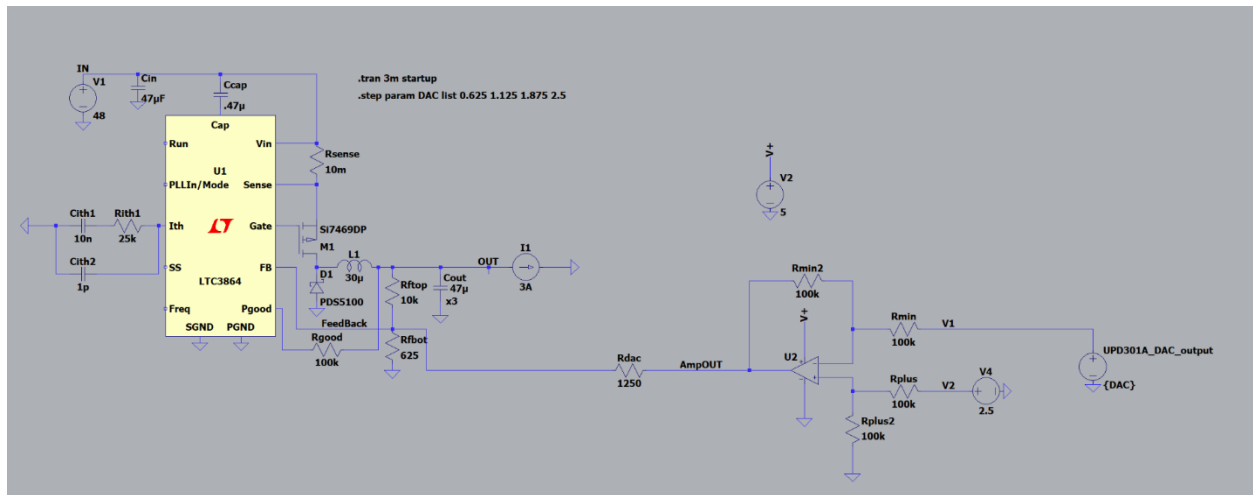 IN
V1
48
Cin
47µF
Ccap
.47µ
.tran 3m startup
.step param DAC list 0.625 1.125 1.875 2.5
Cap
Run
Vin
U1
PLLIn/Mode
Sense
Rsense
10m
Ith
Gate
SS
FB
LTC3864
Freq
Pgood
SGND
PGND
Cith1
10n
Rith1
25k
Cith2
1p
Si7469DP
M1
L1
30µ
D1
PDS5100
OUT
I1
3A
Rftop
10k
Cout
47µ
x3
FeedBack
Rgood
100k
Rfbot
625
V+
V2
5
Rmin2
100k
V+
U2
Rmin
100k
V1
UPD301A_DAC_output
{DAC}
Rdac
1250
AmpOUT
Rplus
100k
V2
V4
2.5
Rplus2
100k